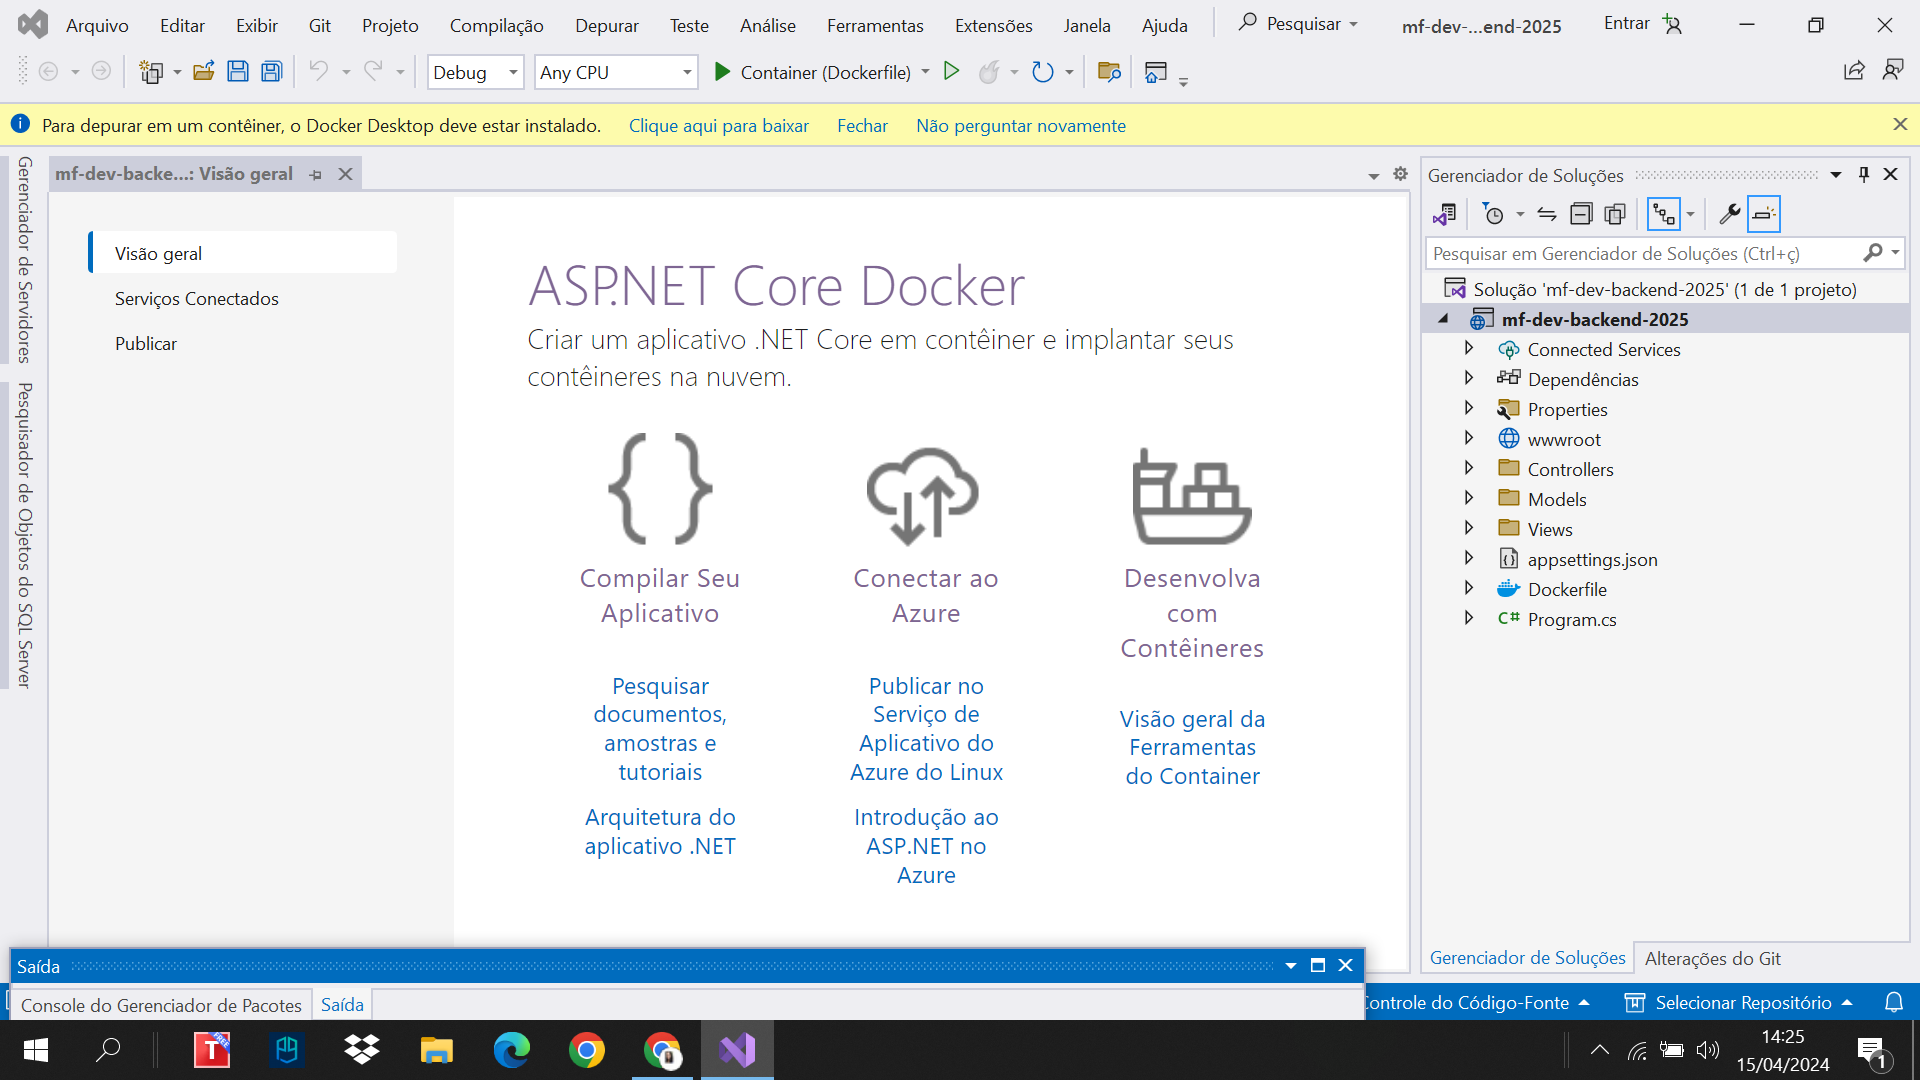 Arquivo Editar Exibir Git Projeto Compilação Depurar Teste Análise Ferramentas Extensões Janela Ajuda Pesquisar mf-dev-...end-2025 Entrar
Debug Any CPU Container (Dockerfile)
Para depurar em um contêiner, o Docker Desktop deve estar instalado. Clique aqui para baixar Fechar Não perguntar novamente
Gerenciador de Servidores
Pesquisador de Objetos do SQL Server
mf-dev-backe...: Visão geral
Visão geral
Serviços Conectados
Publicar
ASP.NET Core Docker
Criar um aplicativo .NET Core em contêiner e implantar seus
contêineres na nuvem.
Compilar Seu
Aplicativo
Pesquisar
documentos,
amostras e
tutoriais
Arquitetura do
aplicativo .NET
Conectar ao
Azure
Publicar no
Serviço de
Aplicativo do
Azure do Linux
Introdução ao
ASP.NET no
Azure
Desenvolva
com
Contêineres
Visão geral da
Ferramentas
do Container
Gerenciador de Soluções
Pesquisar em Gerenciador de Soluções (Ctrl+ç)
Solução 'mf-dev-backend-2025' (1 de 1 projeto)
mf-dev-backend-2025
Connected Services
Dependências
Properties
wwwroot
Controllers
Models
Views
appsettings.json
Dockerfile
C# Program.cs
Gerenciador de Soluções Alterações do Git
Saída
Console do Gerenciador de Pacotes Saída
Controle do Código-Fonte Selecionar Repositório
T FREE
14:25
15/04/2024
1